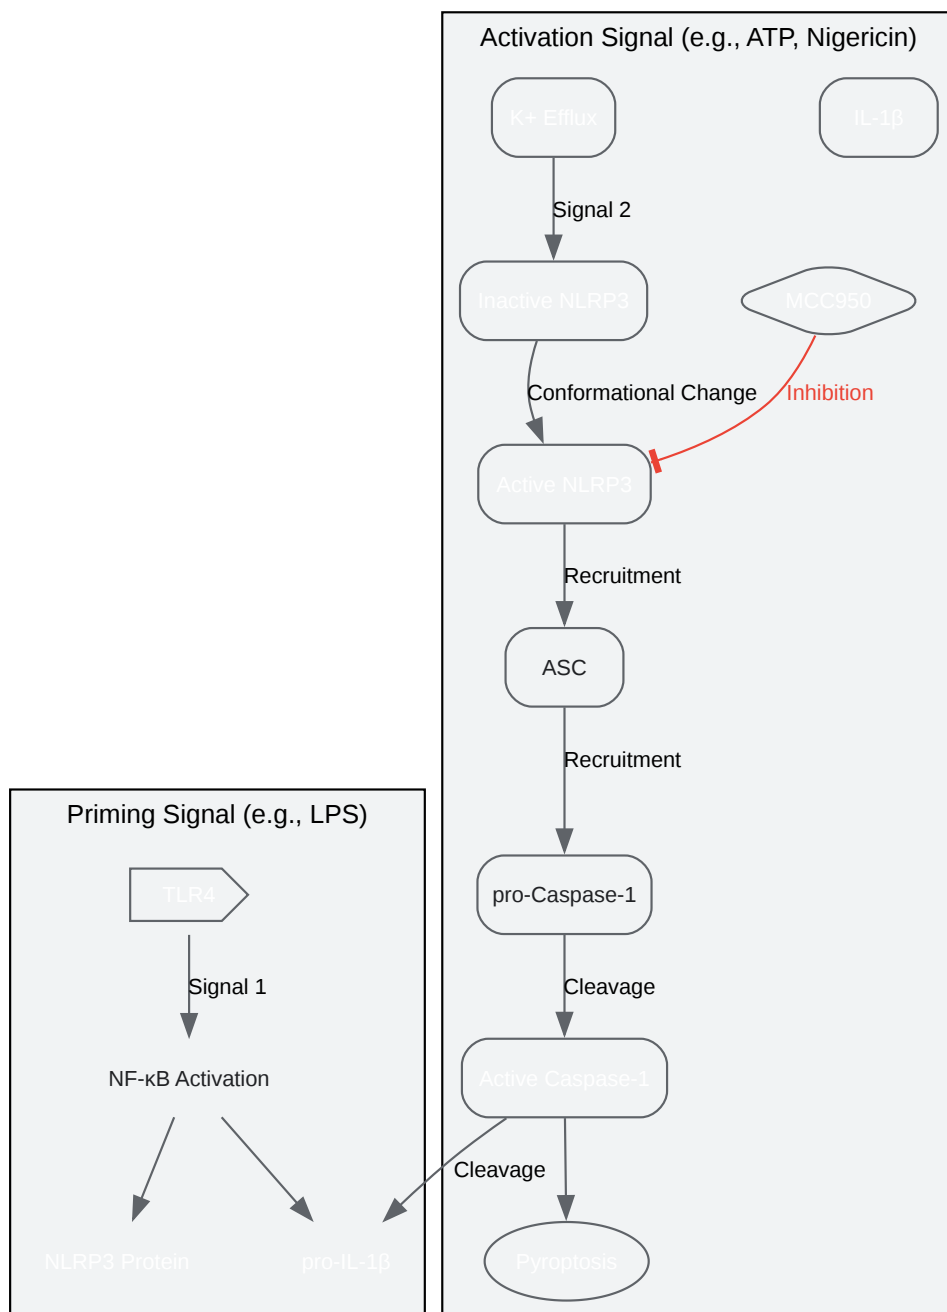 Activation Signal (e.g., ATP, Nigericin)
K+ Efflux
IL-1β
Signal 2
Inactive NLRP3
MCC950
Conformational Change
Inhibition
Active NLRP3
Recruitment
ASC
Recruitment
pro-Caspase-1
Cleavage
Active Caspase-1
Cleavage
Pyroptosis
Priming Signal (e.g., LPS)
TLR4
Signal 1
NF-κB Activation
NLRP3 Protein
pro-IL-1β